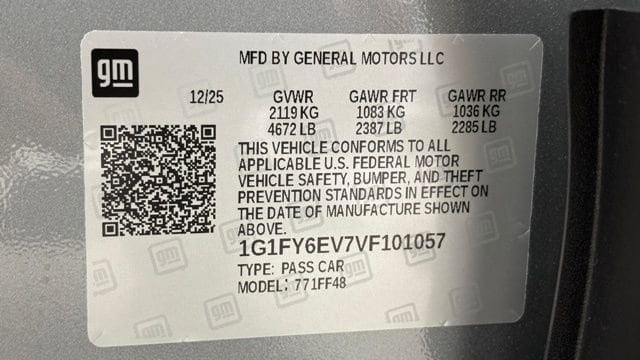 gm
MFD BY GENERAL MOTORS LLC
12/25 GVWR GAWR FRT GAWR RR
2119 KG 1083 KG 1036 KG
4672 LB 2387 LB 2285 LB
THIS VEHICLE CONFORMS TO ALL
APPLICABLE U.S. FEDERAL MOTOR
VEHICLE SAFETY, BUMPER, AND THEFT
PREVENTION STANDARDS IN EFFECT ON
THE DATE OF MANUFACTURE SHOWN
ABOVE.
1G1FY6EV7VF101057
TYPE: PASS CAR
MODEL: 771FF48